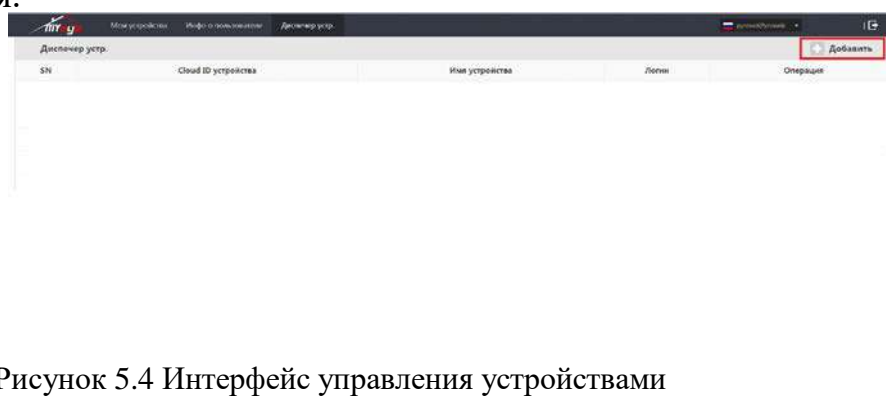 й.
Мои устройства Инфо о пользователе Диспечер устр.
Диспечер устр. Добавить
SN Cloud ID устройства Имя устройства Логин Операция
Рисунок 5.4 Интерфейс управления устройствами